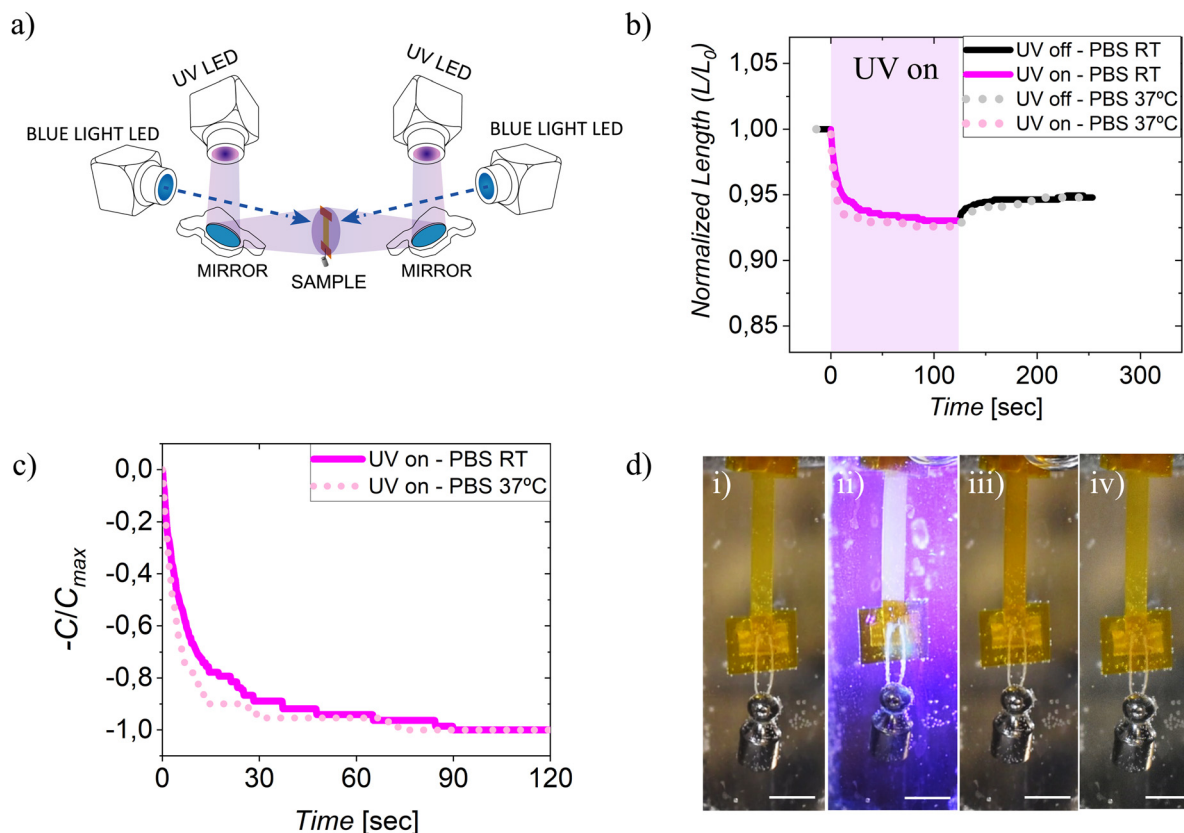 a)
UV LED
UV LED
BLUE LIGHT LED
BLUE LIGHT LED
MIRROR
SAMPLE
MIRROR
b)
Normalized Length (L/L0)
1,05
1,00
0,95
0,90
0,85
UV on
UV off - PBS RT
UV on - PBS RT
UV off - PBS 37ºC
UV on - PBS 37ºC
0
100
200
300
Time [sec]
c)
-C/Cmax
0,0
-0,2
-0,4
-0,6
-0,8
-1,0
UV on - PBS RT
UV on - PBS 37ºC
0
30
60
90
120
Time [sec]
d)
i)
ii)
iii)
iv)